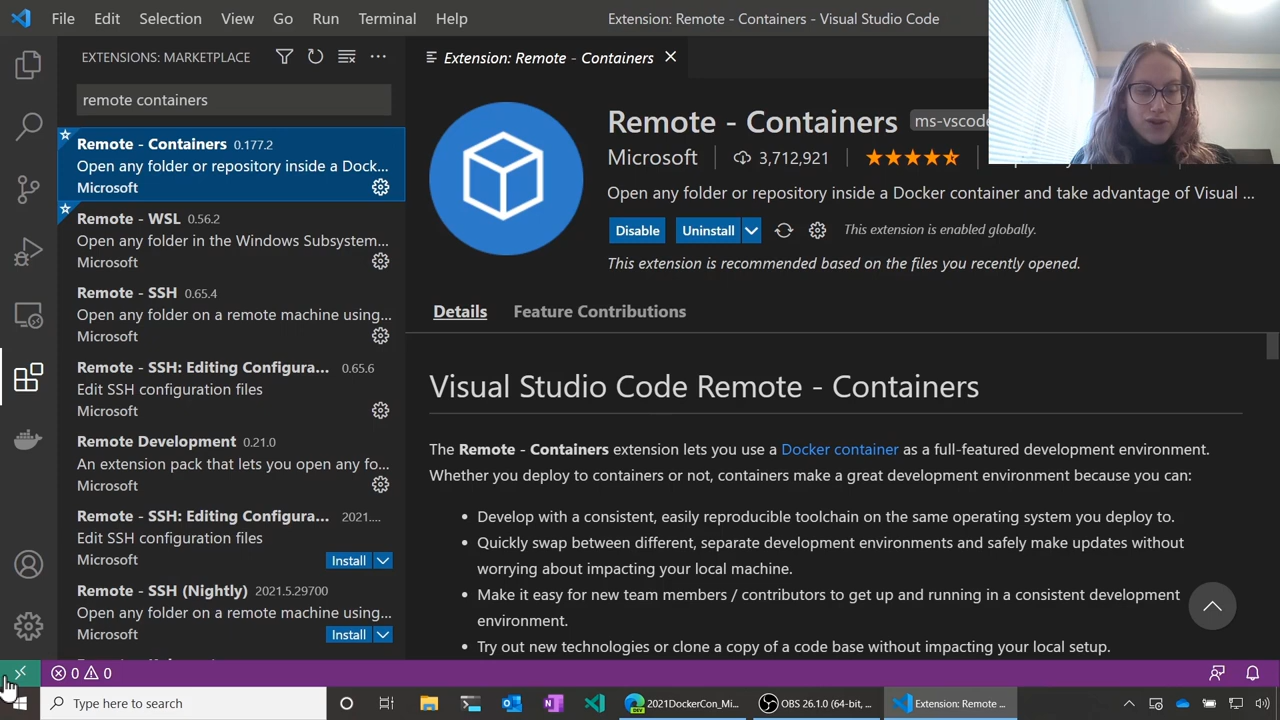 File Edit Selection View Go Run Terminal Help
Extension: Remote - Containers - Visual Studio Code
EXTENSIONS: MARKETPLACE
remote containers
Remote - Containers 0.177.2
Open any folder or repository inside a Dock...
Microsoft
Remote - WSL 0.56.2
Open any folder in the Windows Subsystem...
Microsoft
Remote - SSH 0.65.4
Open any folder on a remote machine using...
Microsoft
Remote - SSH: Editing Configura... 0.65.6
Edit SSH configuration files
Microsoft
Remote Development 0.21.0
An extension pack that lets you open any fo...
Microsoft
Remote - SSH: Editing Configura... 2021....
Edit SSH configuration files
Microsoft Install
Remote - SSH (Nightly) 2021.5.29700
Open any folder on a remote machine using...
Microsoft Install
Extension: Remote - Containers
Remote - Containers ms-vscod
Microsoft 3,712,921
Open any folder or repository inside a Docker container and take advantage of Visual ...
Disable Uninstall This extension is enabled globally.
This extension is recommended based on the files you recently opened.
Details Feature Contributions
Visual Studio Code Remote - Containers
The Remote - Containers extension lets you use a Docker container as a full-featured development environment.
Whether you deploy to containers or not, containers make a great development environment because you can:
• Develop with a consistent, easily reproducible toolchain on the same operating system you deploy to.
• Quickly swap between different, separate development environments and safely make updates without
worrying about impacting your local machine.
• Make it easy for new team members / contributors to get up and running in a consistent development
environment.
• Try out new technologies or clone a copy of a code base without impacting your local setup.
0 0
Type here to search
2021DockerCon_Mi...
OBS 26.1.0 (64-bit, ...
Extension: Remote ...